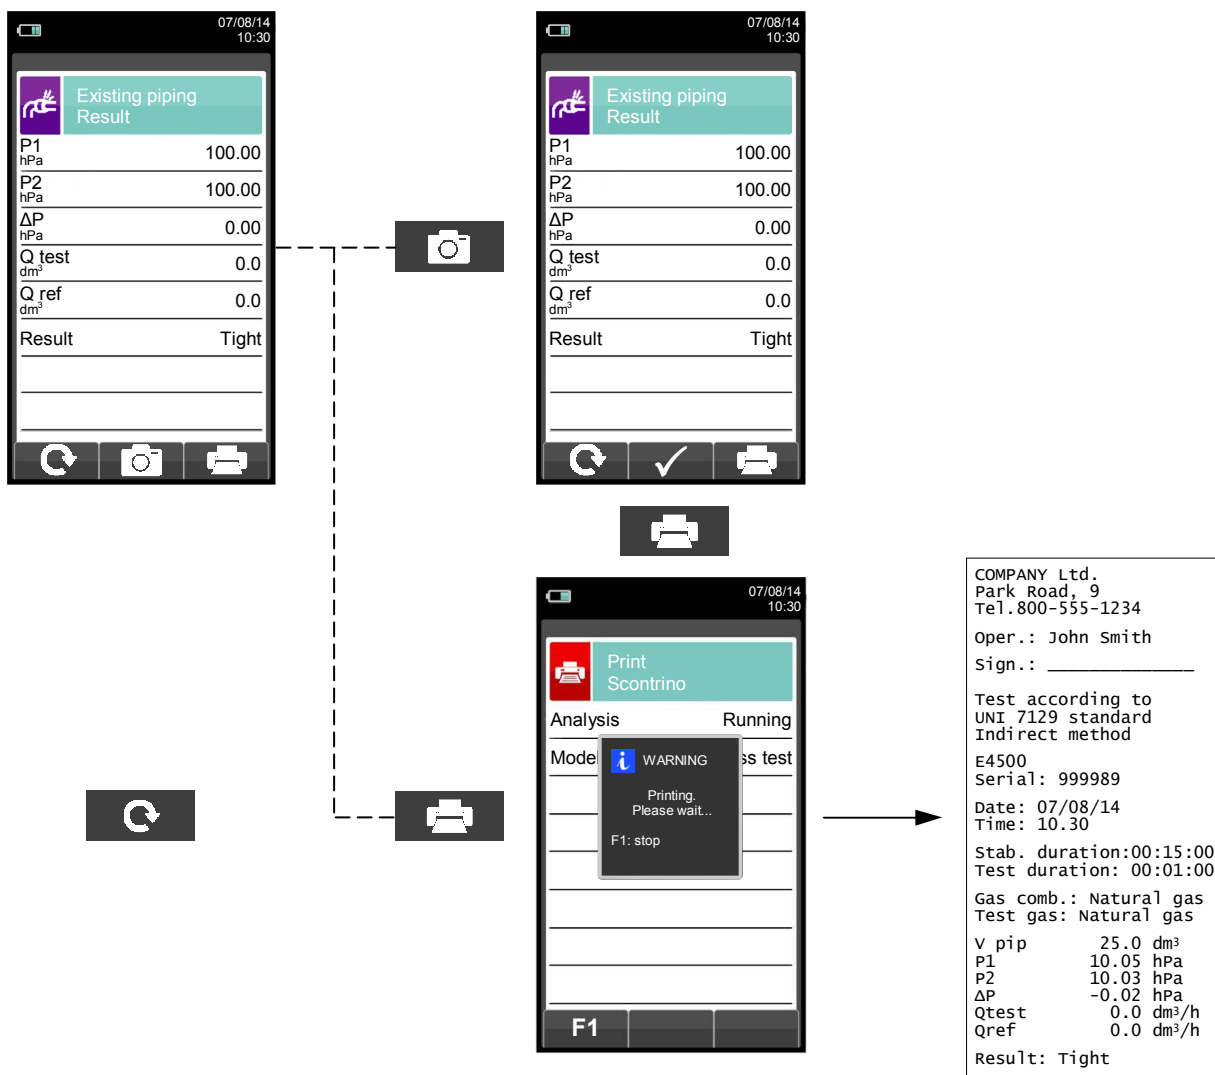 07/08/14
10:30
Existing piping
Result
P1
hPa
100.00
P2
hPa
100.00
ΔP
hPa
0.00
Q test
dm³
0.0
Q ref
dm³
0.0
Result Tight
07/08/14
10:30
Existing piping
Result
P1
hPa
100.00
P2
hPa
100.00
ΔP
hPa
0.00
Q test
dm³
0.0
Q ref
dm³
0.0
Result Tight
07/08/14
10:30
Print
Scontrino
Analysis Running
Mode ss test
i WARNING
Printing.
Please wait...
F1: stop
F1
COMPANY Ltd.
Park Road, 9
Tel.800-555-1234
Oper.: John Smith
Sign.: ______________
Test according to
UNI 7129 standard
Indirect method
E4500
Serial: 999989
Date: 07/08/14
Time: 10.30
Stab. duration:00:15:00
Test duration: 00:01:00
Gas comb.: Natural gas
Test gas: Natural gas
V pip 25.0 dm³
P1 10.05 hPa
P2 10.03 hPa
ΔP -0.02 hPa
Qtest 0.0 dm³/h
Qref 0.0 dm³/h
Result: Tight